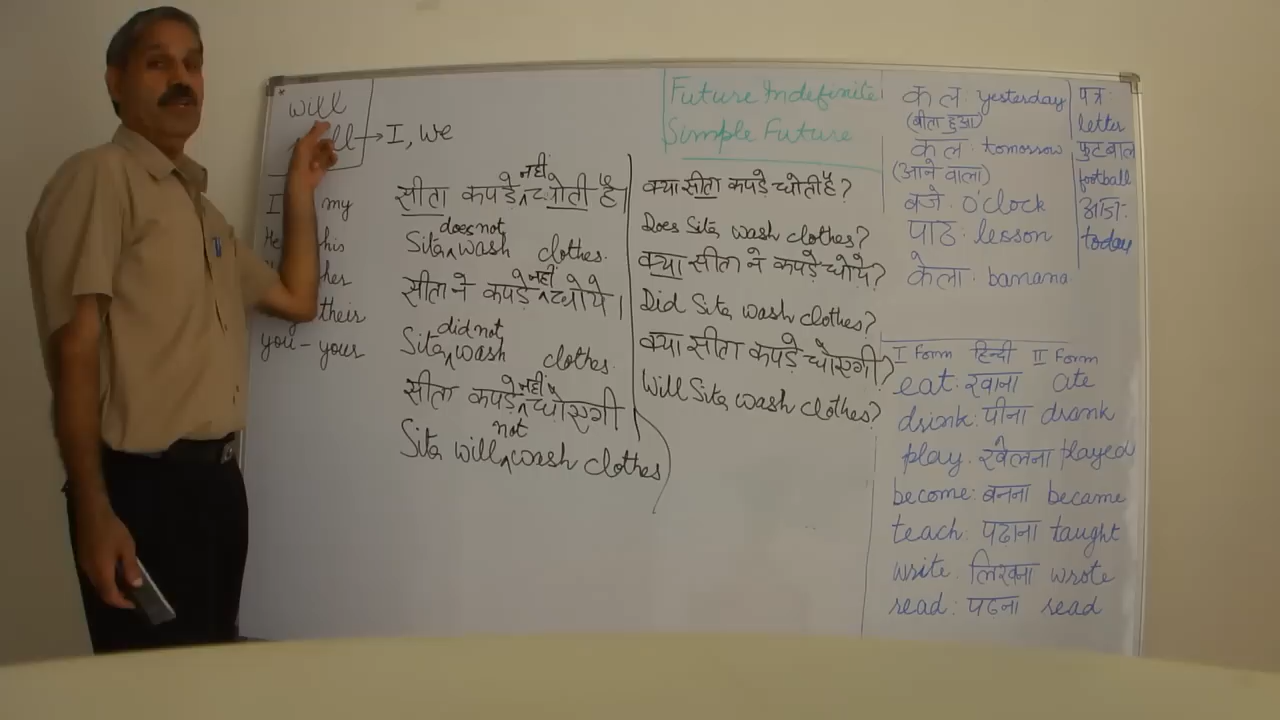 will
→ I, we
I my
He his
her
their
you – your
सीता कपड़े नहीं धोती है।
Sita does not wash clothes.
सीता ने कपड़े नहीं धोये।
Sita did not wash clothes.
सीता कपड़े नहीं धोएगी।
Sita will not wash clothes
Future Indefinite
Simple Future
क्या सीता कपड़े धोती है?
Does Sita wash clothes?
क्या सीता ने कपड़े धोये?
Did Sita wash clothes?
क्या सीता कपड़े धोएगी?
Will Sita wash clothes?
कल: yesterday
(बीता हुआ)
कल: tomorrow
(आने वाला)
बजे: o'clock
पाठ: lesson
केला: banana
पत्र:
letter
फुटबाल
football
आज:
today
I Form हिन्दी II Form
eat: खाना ate
drink: पीना drank
play: खेलना played
become: बनना became
teach: पढ़ाना taught
write: लिखना wrote
read: पढ़ना read